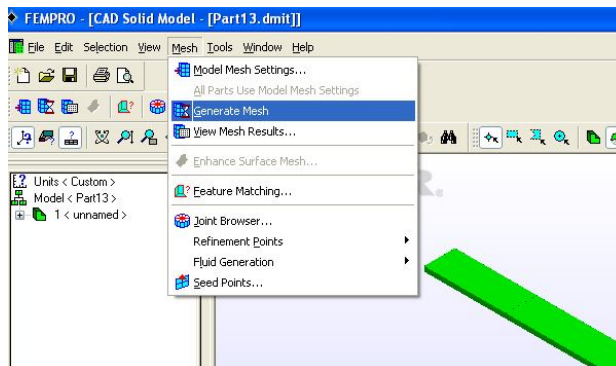 FEMPRO - [CAD Solid Model - [Part13.dmit]]
File Edit Selection View Mesh Tools Window Help
Model Mesh Settings...
All Parts Use Model Mesh Settings
Generate Mesh
View Mesh Results...
Enhance Surface Mesh...
Feature Matching...
Joint Browser...
Refinement Points
Fluid Generation
Seed Points...
Units < Custom >
Model < Part13 >
1 < unnamed >